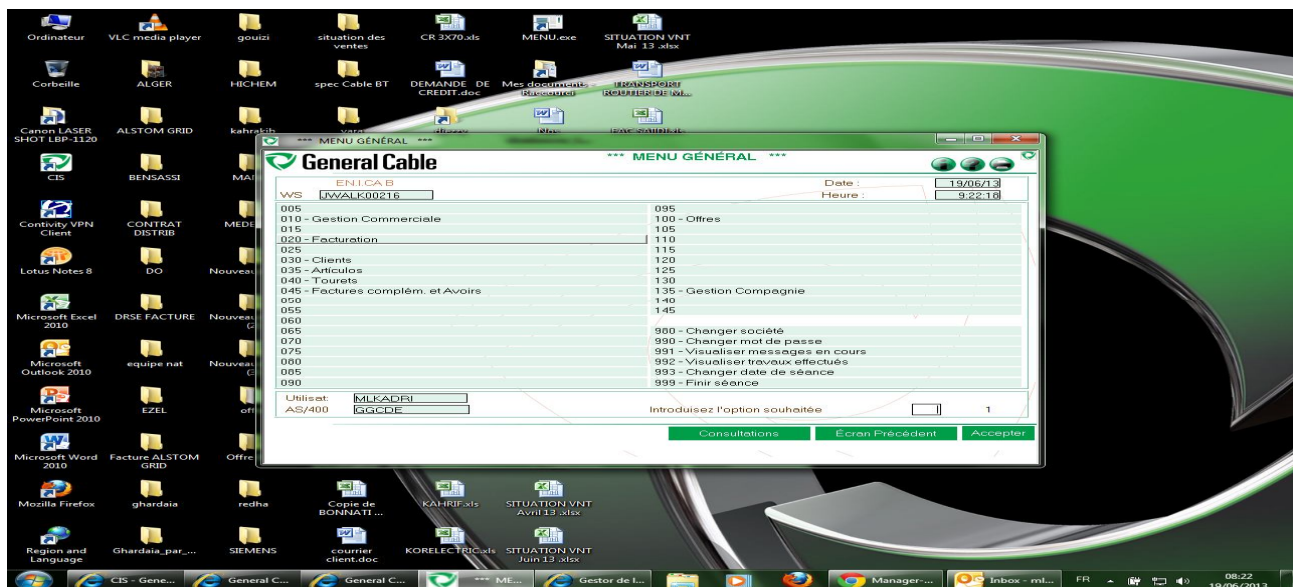 Ordinateur
VLC media player
gouizi
situation des
ventes
CR 3X70.xls
MENU.exe
SITUATION VNT
Mai 13 .xlsx
Corbeille
ALGER
HICHEM
spec Cable BT
DEMANDE DE
CREDIT.doc
Mes documents -
Raccourci
TRANSPORT
ROUTIER DE M...
Canon LASER
SHOT LBP-1120
ALSTOM GRID
kahrakib
CIS
BENSASSI
Contivity VPN
Client
CONTRAT
DISTRIB
MEDE
Lotus Notes 8
DO
Nouveau
Microsoft Excel
2010
DRSE FACTURE
Nouveau
(2
Microsoft
Outlook 2010
equipe nat
Nouveau
(3
Microsoft
PowerPoint 2010
EZEL
off
Microsoft Word
2010
Facture ALSTOM
GRID
Offre
Mozilla Firefox
ghardaia
redha
Copie de
BONNATI ...
KAHRIF.xls
SITUATION VNT
Avril 13 .xlsx
Region and
Language
Ghardaia_par_...
SIEMENS
courrier
client.doc
KORELECTRIC.xls
SITUATION VNT
Juin 13 .xlsx
*** MENU GÉNÉRAL ***
General Cable
*** MENU GÉNÉRAL ***
EN.I.CA.B
Date :
19/06/13
WS
JWALK00216
Heure :
9:22:18
005
010 - Gestion Commerciale
015
020 - Facturation
025
030 - Clients
035 - Artículos
040 - Tourets
045 - Factures complém. et Avoirs
050
055
060
065
070
075
080
085
090
095
100 - Offres
105
110
115
120
125
130
135 - Gestion Compagnie
140
145
980 - Changer société
990 - Changer mot de passe
991 - Visualiser messages en cours
992 - Visualiser travaux effectués
993 - Changer date de séance
999 - Finir séance
Utilisat:
MLKADRI
AS/400
GGCDE
Introduisez l'option souhaitée
1
Consultations
Écran Précédent
Accepter
CIS - Gene...
General C...
General C...
*** ME...
Gestor de I...
Manager-...
Inbox - ml...
FR
08:22
19/06/2013